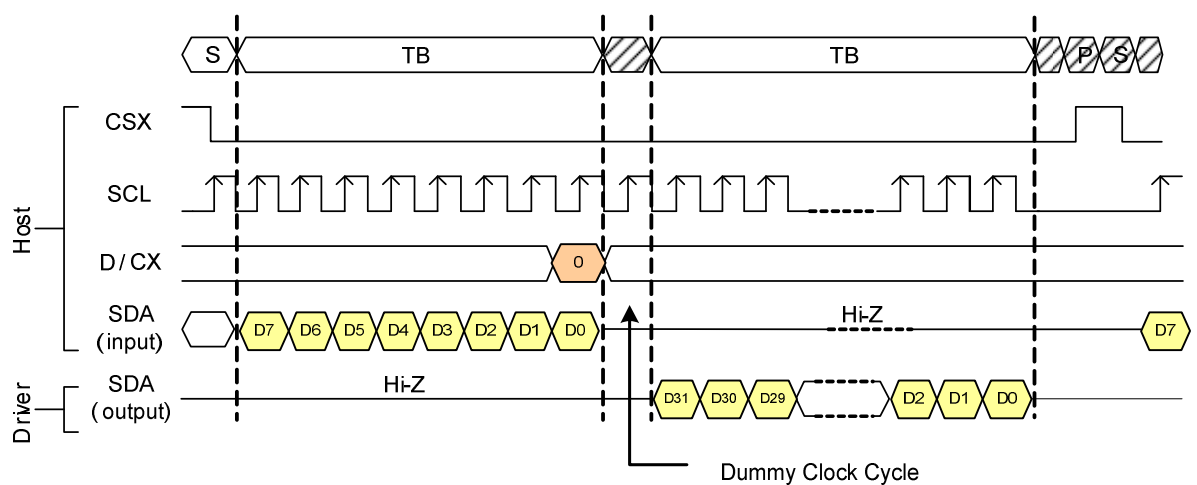 S TB TB P S
CSX
SCL
D/CX 0
SDA
(input) D7 D6 D5 D4 D3 D2 D1 D0 Hi-Z D7
Host
SDA
(output) Hi-Z D31 D30 D29 D2 D1 D0
Driver
Dummy Clock Cycle